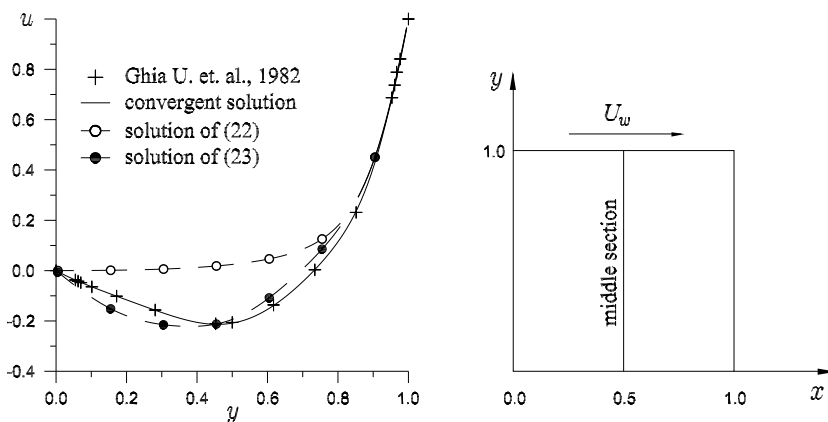 u
1.0
0.8
0.6
0.4
0.2
0.0
-0.2
-0.4
0.0 0.2 0.4 0.6 0.8 1.0
y
Ghia U. et. al., 1982
convergent solution
solution of (22)
solution of (23)
y
U_w
1.0
middle section
0.0 0.5 1.0
x